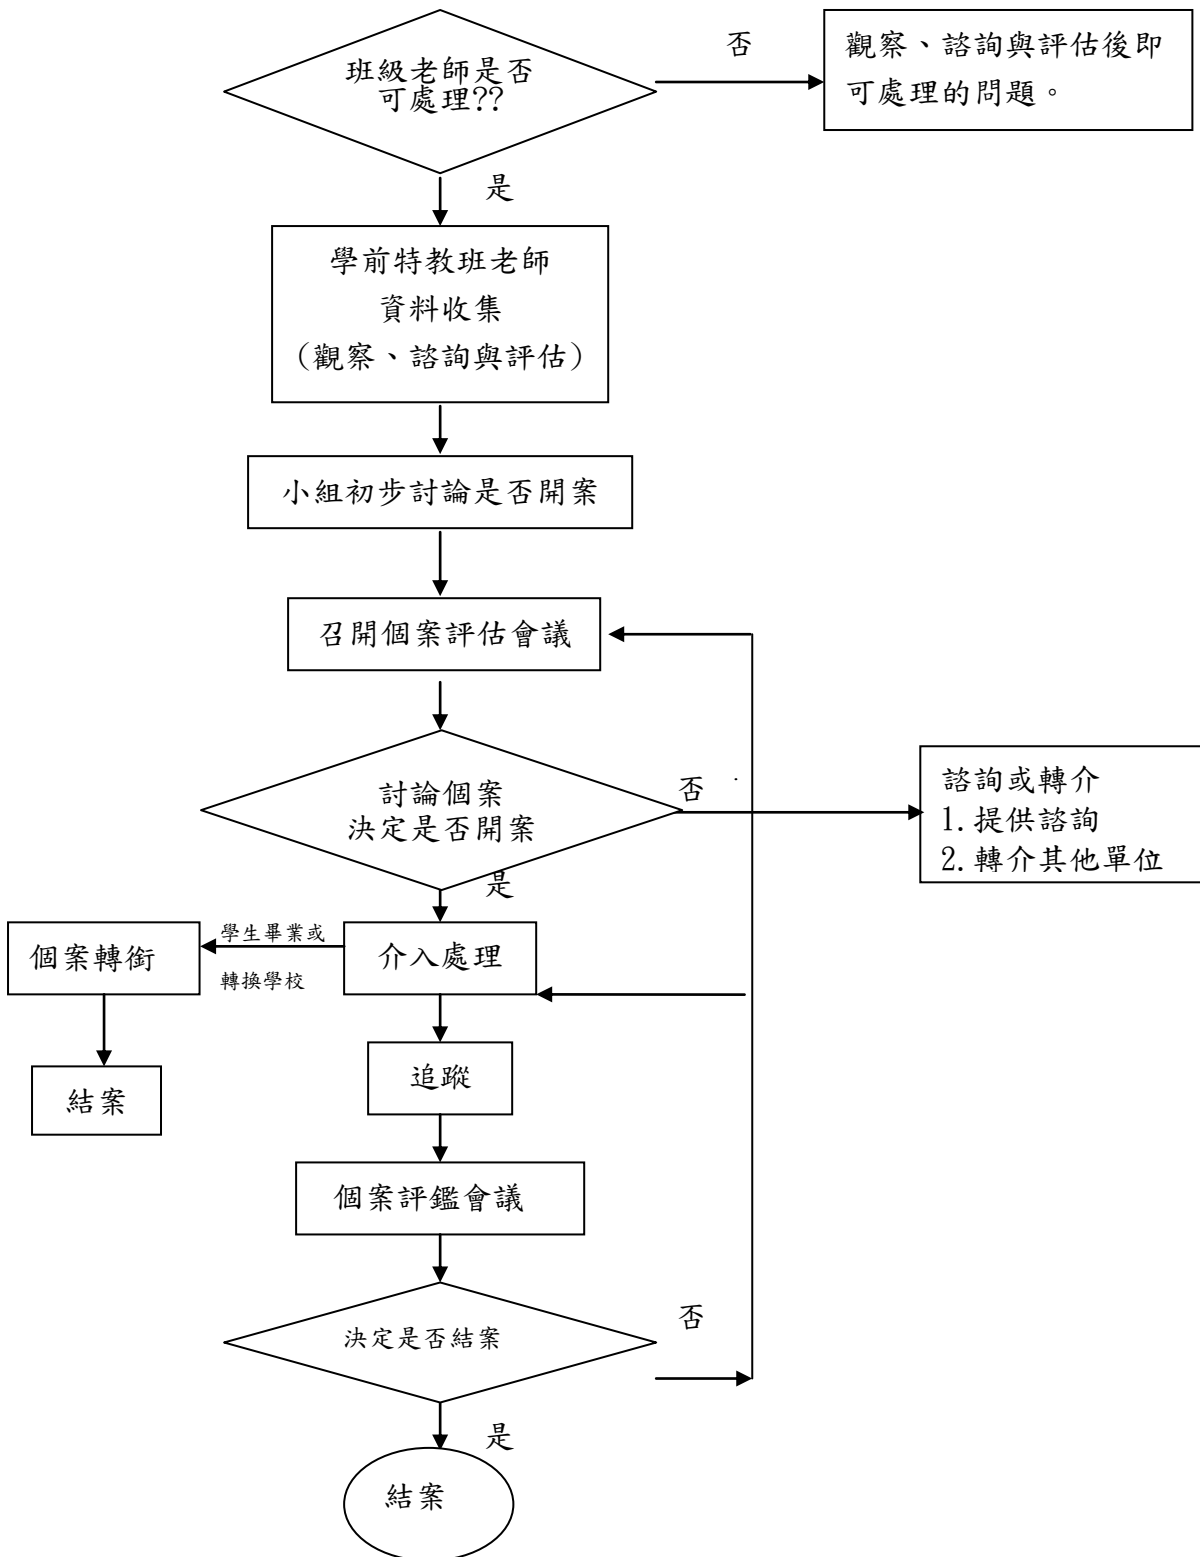 班級老師是否
可處理??
否
觀察、諮詢與評估後即
可處理的問題。
是
學前特教班老師
資料收集
(觀察、諮詢與評估)
小組初步討論是否開案
召開個案評估會議
討論個案
決定是否開案
否
諮詢或轉介
1.提供諮詢
2.轉介其他單位
是
個案轉銜
學生畢業或
轉換學校
介入處理
結案
追蹤
個案評鑑會議
決定是否結案
否
是
結案